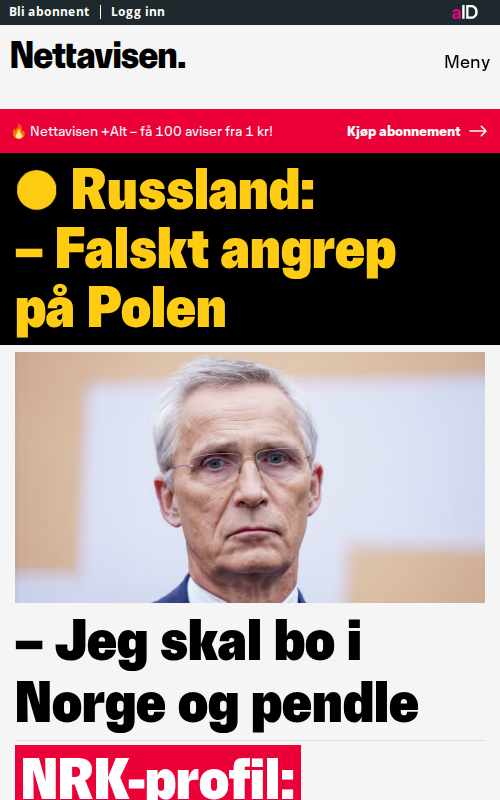 Bli abonnent | Logg inn
aID
Nettavisen.
Meny
🔥 Nettavisen +Alt – få 100 aviser fra 1 kr!
Kjøp abonnement →
Russland:
– Falskt angrep
på Polen
– Jeg skal bo i
Norge og pendle
NRK-profil: